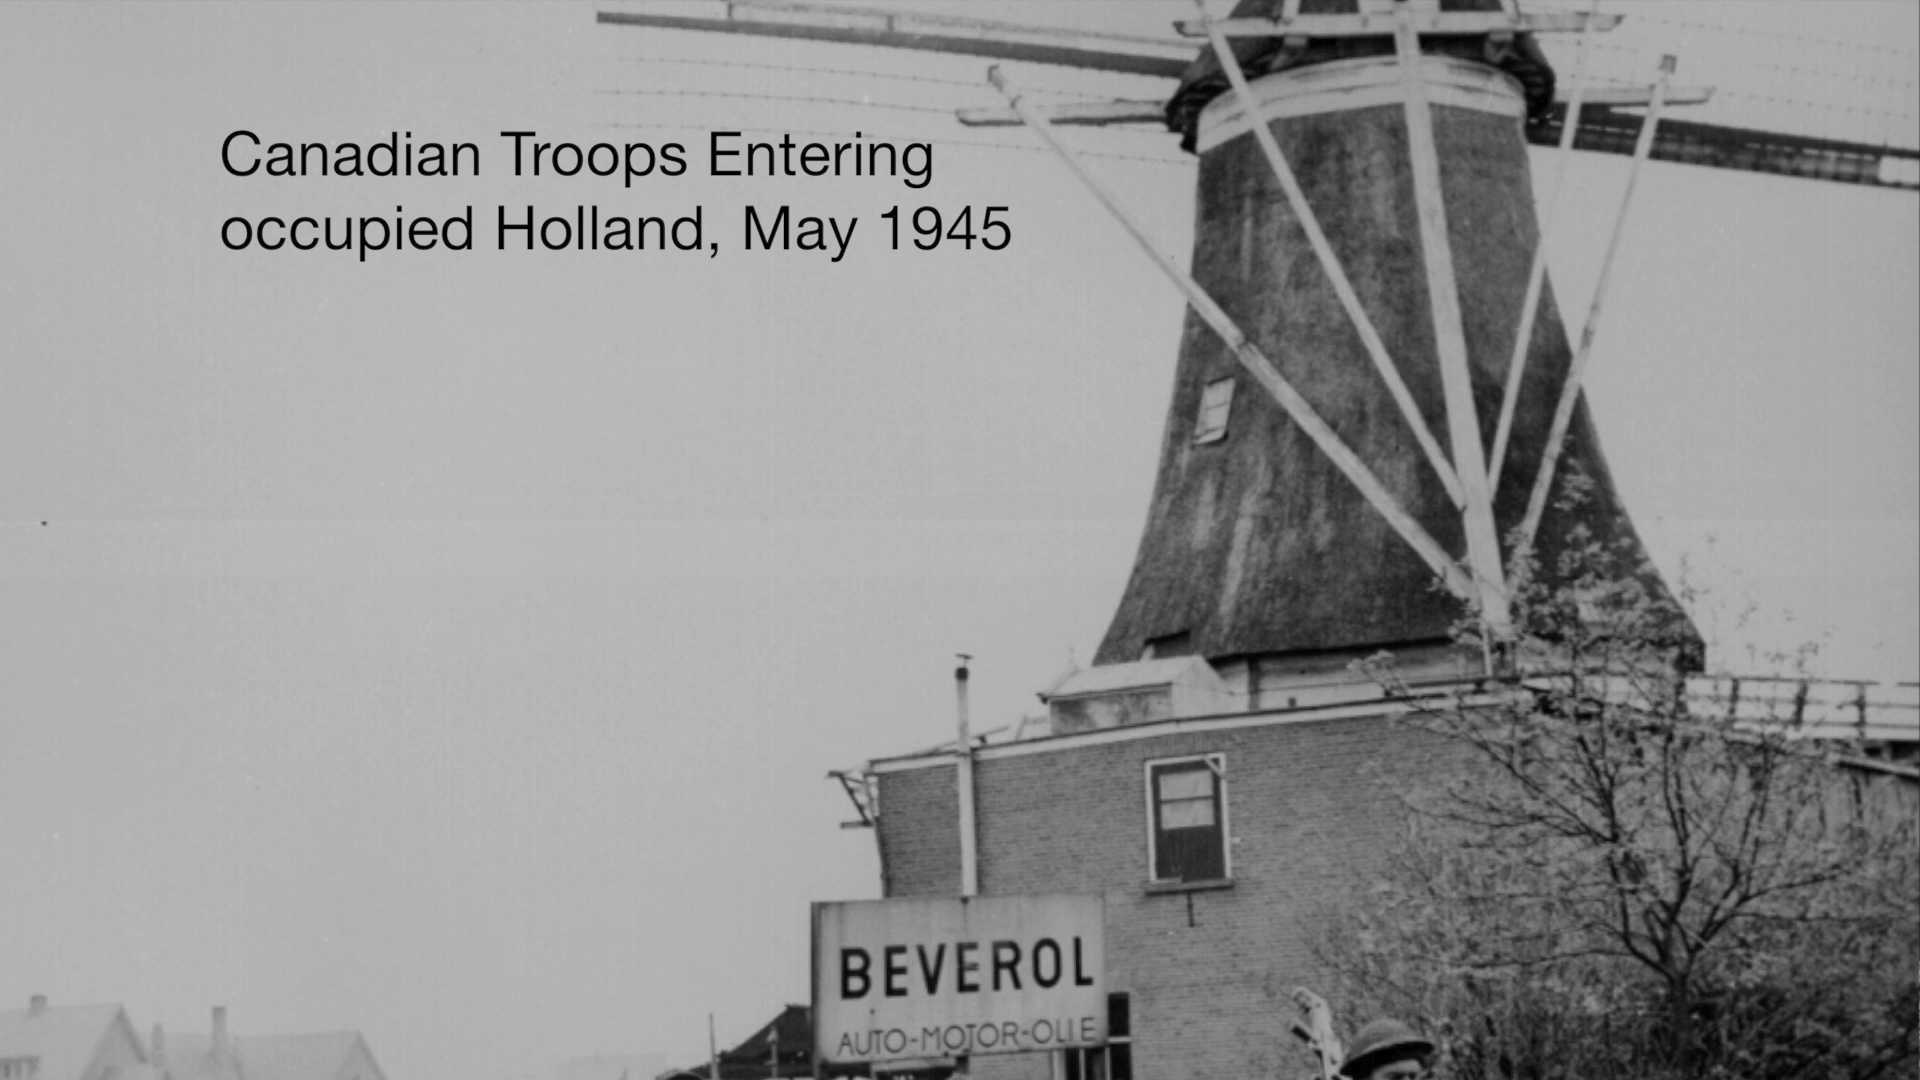 Canadian Troops Entering
occupied Holland, May 1945
BEVEROL
AUTO-MOTOR-OLIE